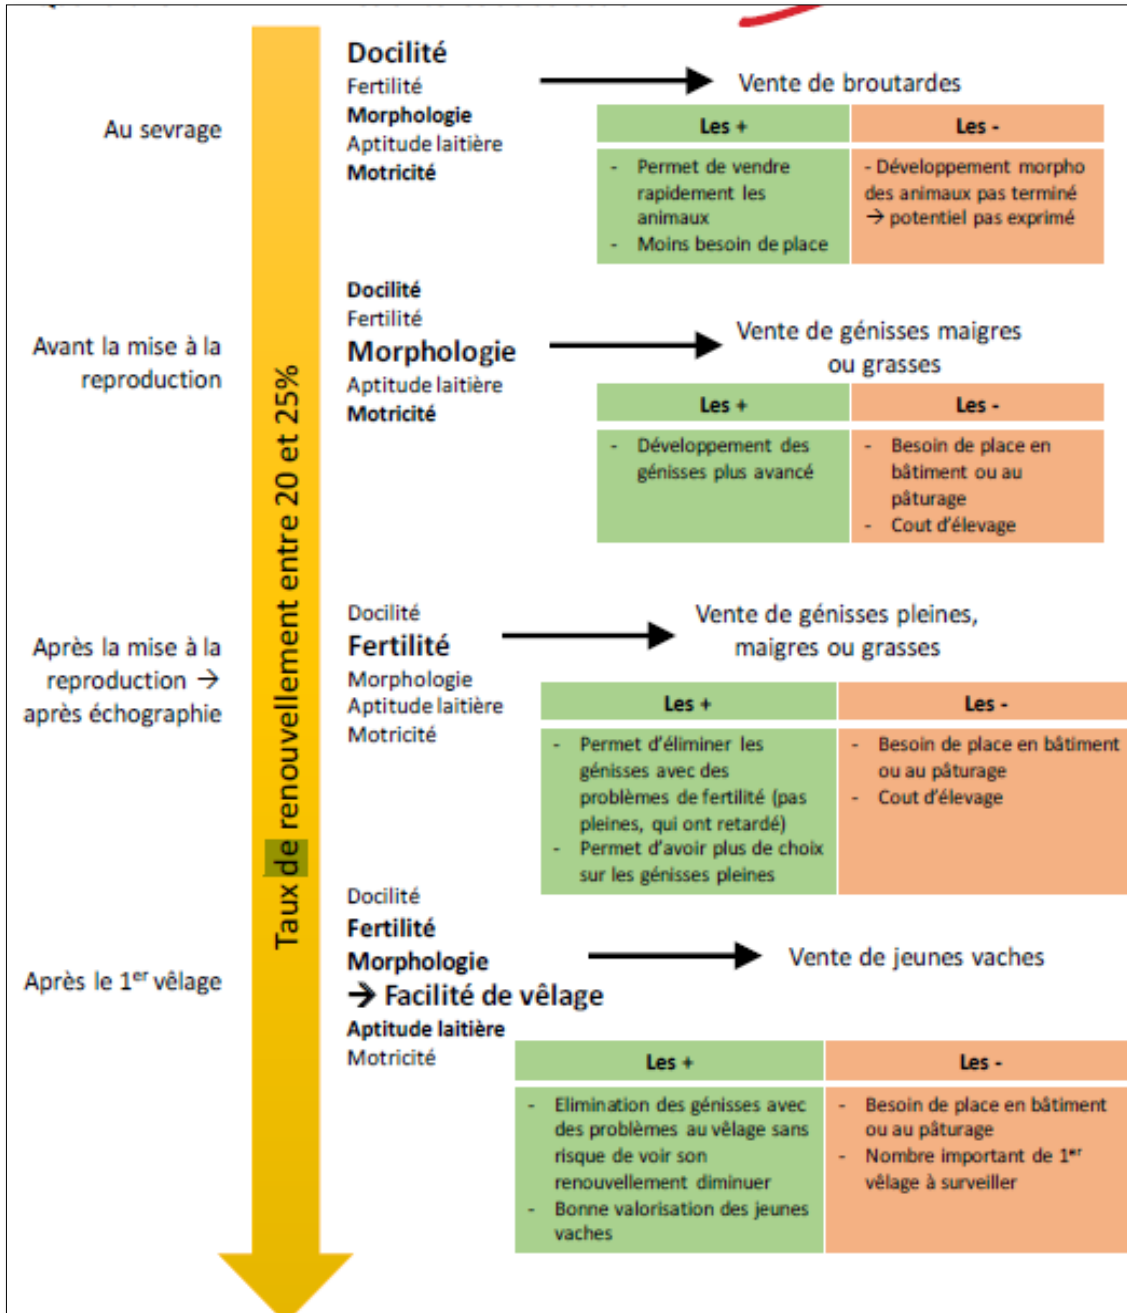 Docilité
Fertilité
Morphologie
Aptitude laitière
Motricité
Au sevrage
Vente de broutardes
Les +
Les -
- Permet de vendre
rapidement les
animaux
- Moins besoin de place
- Développement morpho
des animaux pas terminé
→ potentiel pas exprimé
Taux de renouvellement entre 20 et 25%
Avant la mise à la
reproduction
Docilité
Fertilité
Morphologie
Aptitude laitière
Motricité
Vente de génisses maigres
ou grasses
Les +
Les -
- Développement des
génisses plus avancé
- Besoin de place en
bâtiment ou au
pâturage
- Cout d'élevage
Après la mise à la
reproduction →
après échographie
Docilité
Fertilité
Morphologie
Aptitude laitière
Motricité
Vente de génisses pleines,
maigres ou grasses
Les +
Les -
- Permet d'éliminer les
génisses avec des
problèmes de fertilité (pas
pleines, qui ont retardé)
- Permet d'avoir plus de choix
sur les génisses pleines
- Besoin de place en bâtiment
ou au pâturage
- Cout d'élevage
Après le 1er vêlage
Docilité
Fertilité
Morphologie
→ Facilité de vêlage
Aptitude laitière
Motricité
Vente de jeunes vaches
Les +
Les -
- Elimination des génisses avec
des problèmes au vêlage sans
risque de voir son
renouvellement diminuer
- Bonne valorisation des jeunes
vaches
- Besoin de place en bâtiment
ou au pâturage
- Nombre important de 1er
vêlage à surveiller